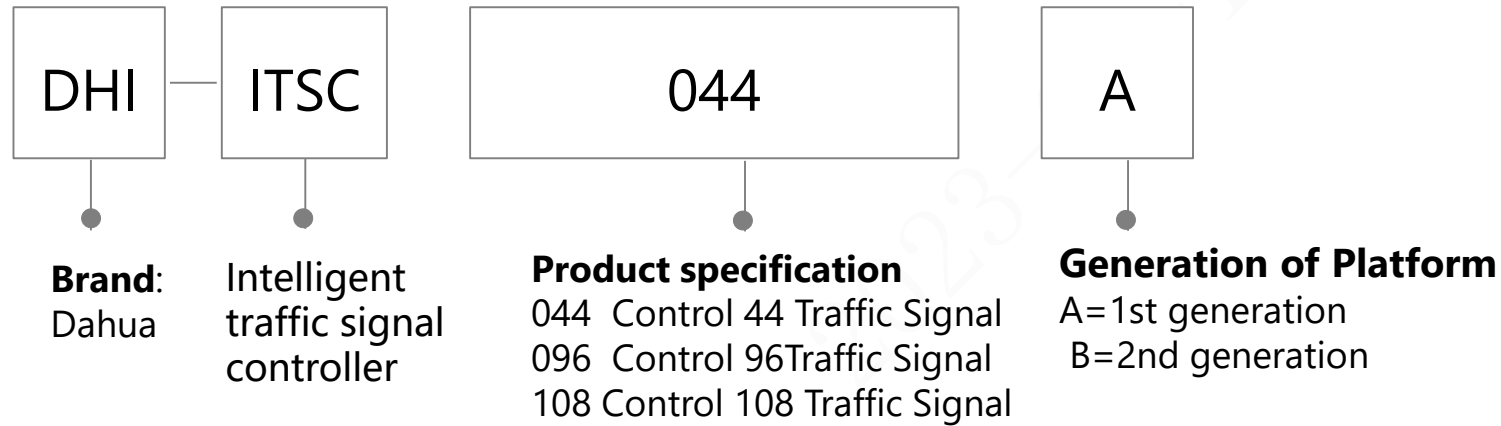 DHI ITSC 044 A
Brand:
Dahua
Intelligent
traffic signal
controller
Product specification
044 Control 44 Traffic Signal
096 Control 96Traffic Signal
108 Control 108 Traffic Signal
Generation of Platform
A=1st generation
B=2nd generation